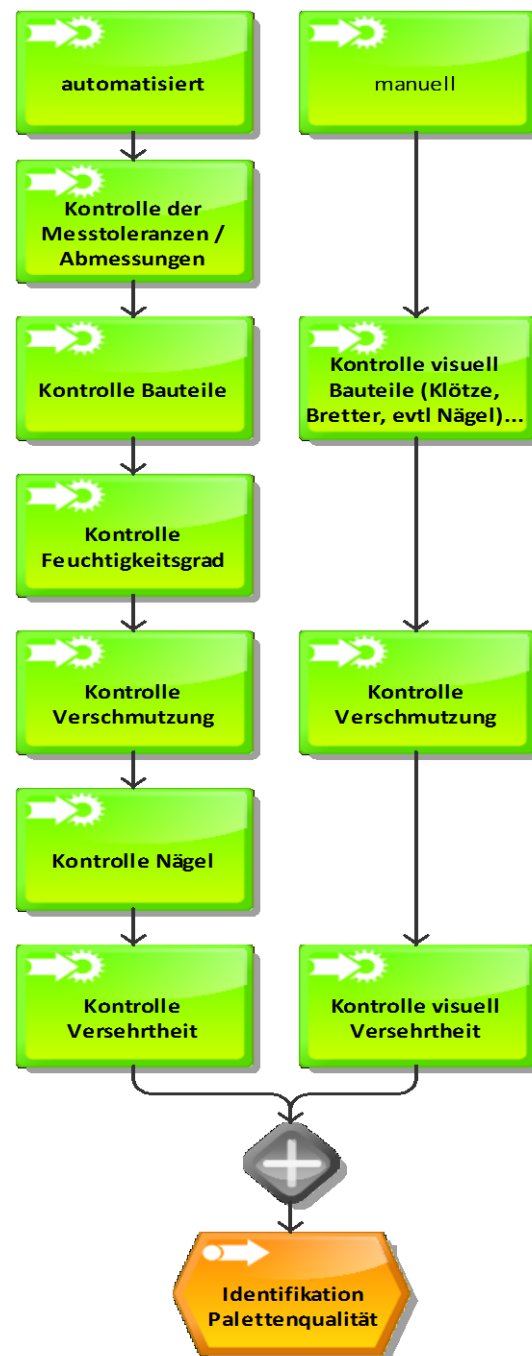 automatisiert
manuell
Kontrolle der
Messtoleranzen /
Abmessungen
Kontrolle Bauteile
Kontrolle visuell
Bauteile (Klötze,
Bretter, evtl Nägel)...
Kontrolle
Feuchtigkeitsgrad
Kontrolle
Verschmutzung
Kontrolle
Verschmutzung
Kontrolle Nägel
Kontrolle
Versehrtheit
Kontrolle visuell
Versehrtheit
Identifikation
Palettenqualität